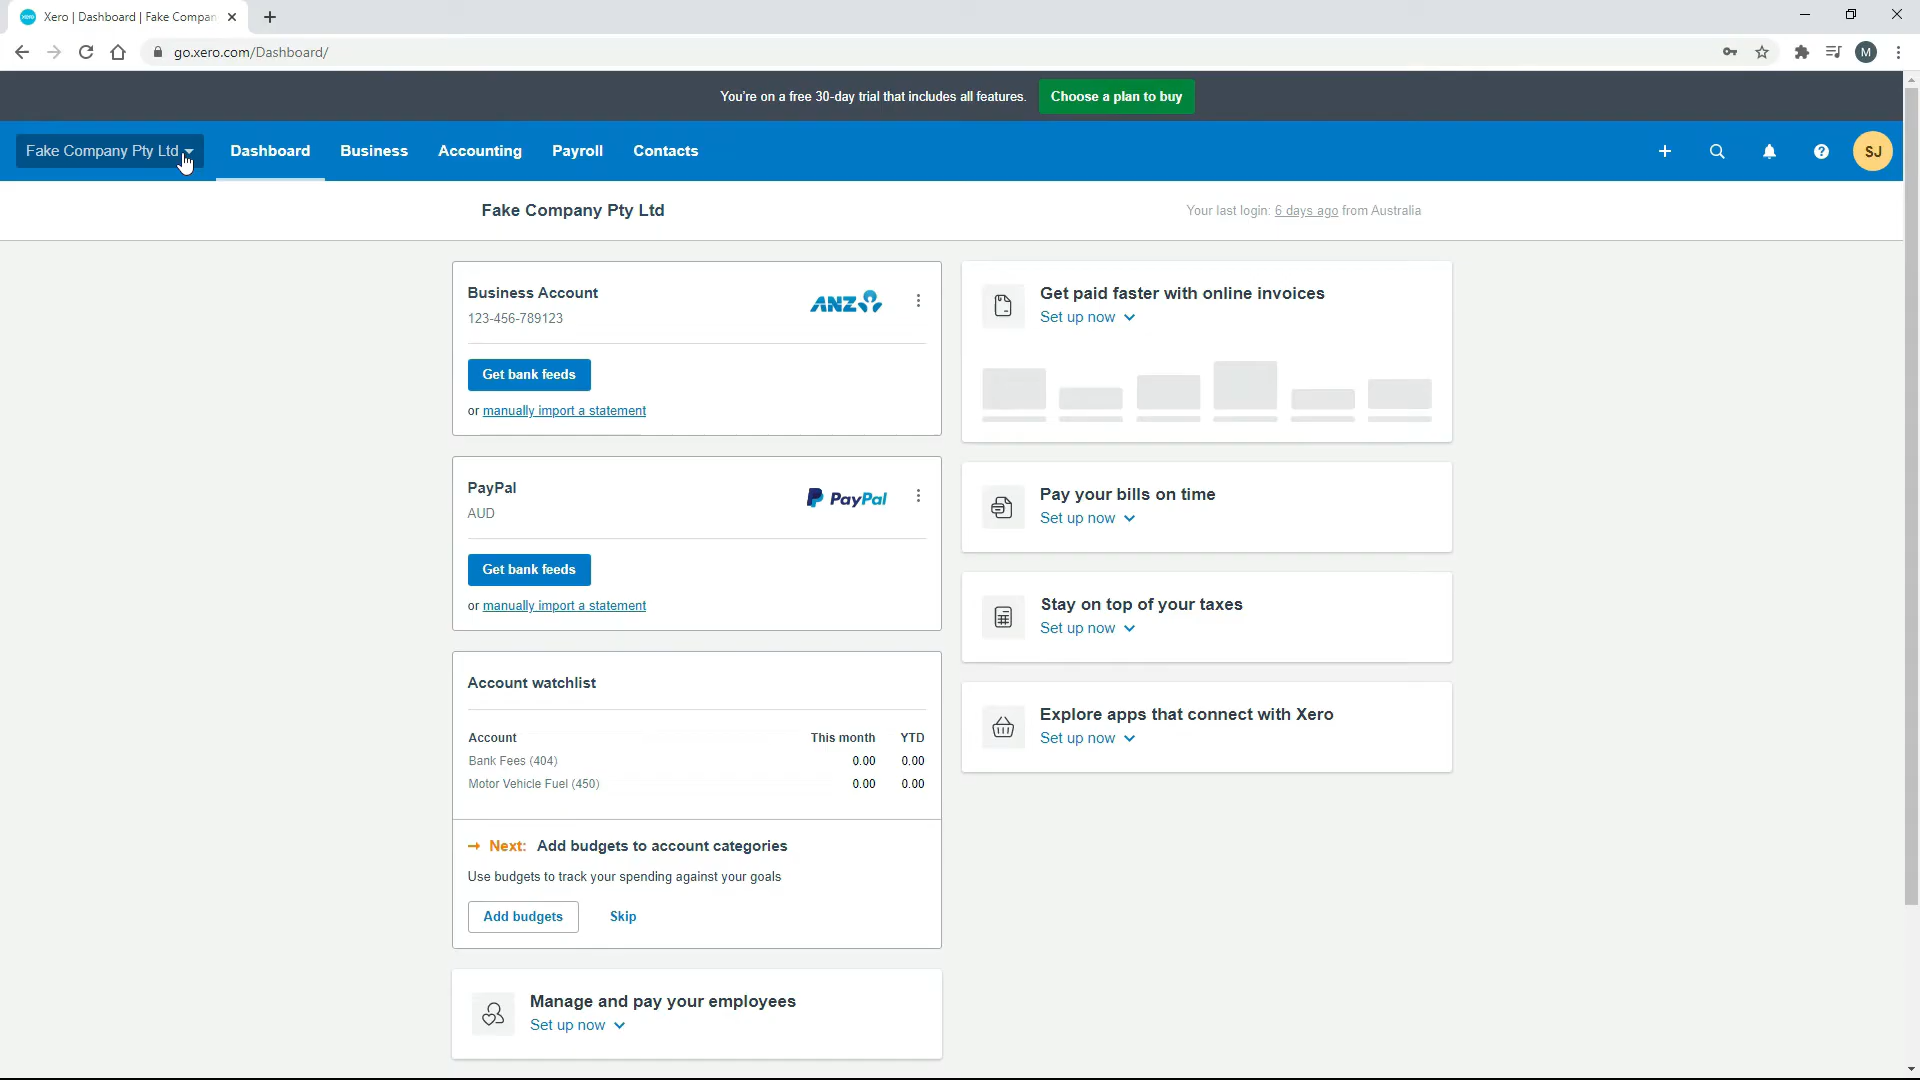 xero
Xero | Dashboard | Fake Compan
go.xero.com/Dashboard/
M
You're on a free 30-day trial that includes all features.
Choose a plan to buy
Fake Company Pty Ltd
Dashboard
Business
Accounting
Payroll
Contacts
SJ
Fake Company Pty Ltd
Your last login: 6 days ago from Australia
Business Account
123-456-789123
ANZ
Get bank feeds
or manually import a statement
PayPal
AUD
PayPal
Get bank feeds
or manually import a statement
Account watchlist
Account This month YTD
Bank Fees (404) 0.00 0.00
Motor Vehicle Fuel (450) 0.00 0.00
→ Next: Add budgets to account categories
Use budgets to track your spending against your goals
Add budgets
Skip
Manage and pay your employees
Set up now
Get paid faster with online invoices
Set up now
Pay your bills on time
Set up now
Stay on top of your taxes
Set up now
Explore apps that connect with Xero
Set up now